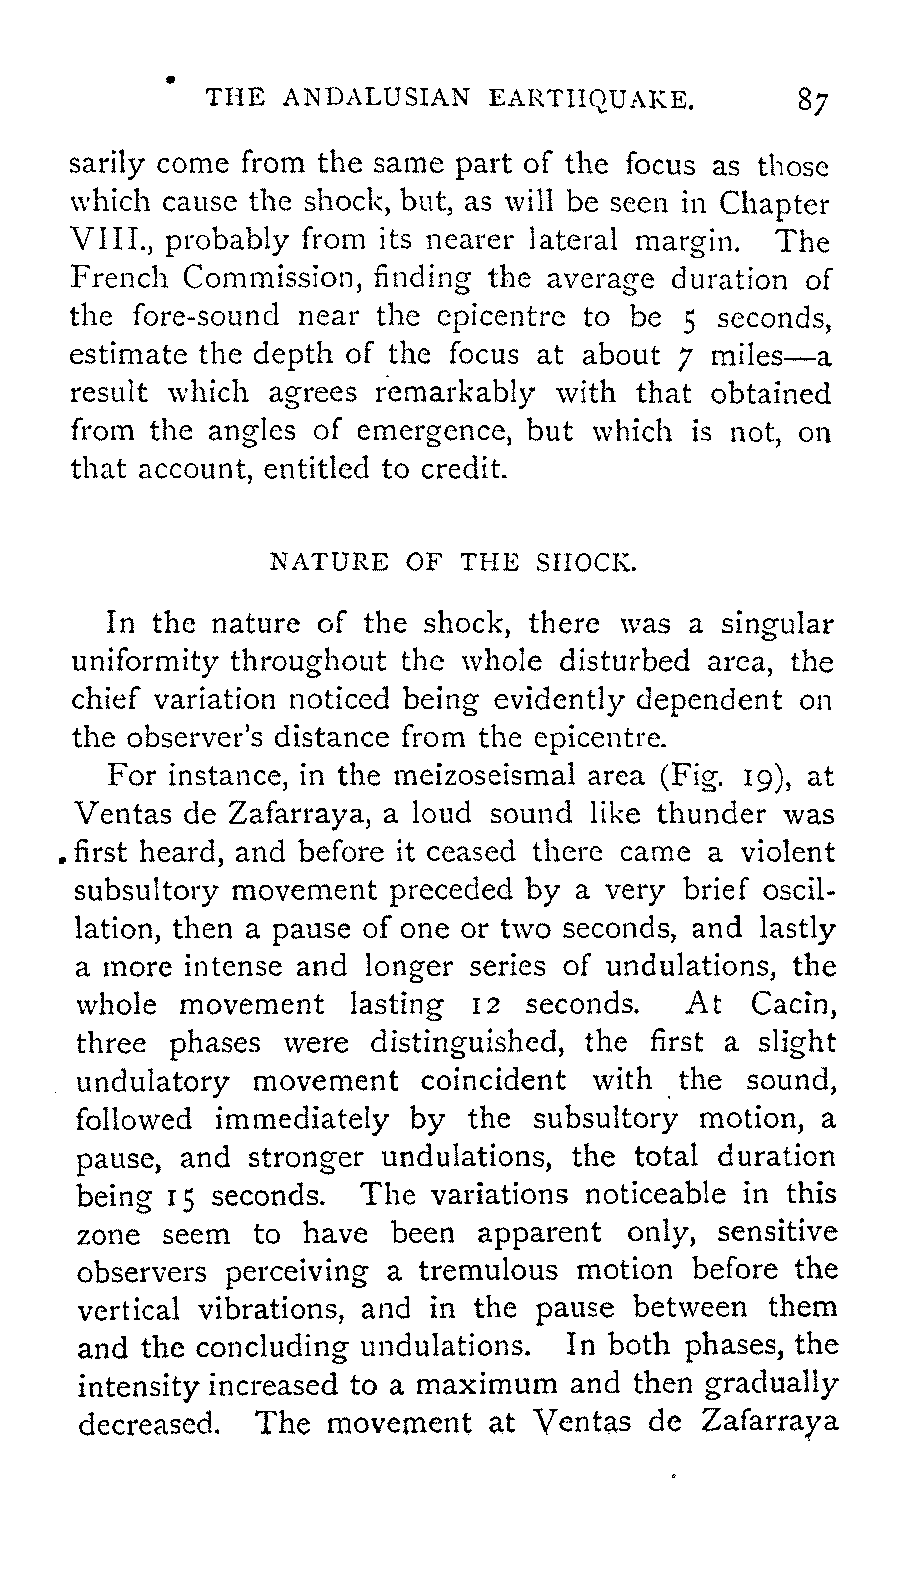 THE ANDALUSIAN EARTHQUAKE. 87
sarily come from the same part of the focus as those
which cause the shock, but, as will be seen in Chapter
VIII., probably from its nearer lateral margin. The
French Commission, finding the average duration of
the fore-sound near the epicentre to be 5 seconds,
estimate the depth of the focus at about 7 miles—a
result which agrees remarkably with that obtained
from the angles of emergence, but which is not, on
that account, entitled to credit.
NATURE OF THE SHOCK.
In the nature of the shock, there was a singular
uniformity throughout the whole disturbed area, the
chief variation noticed being evidently dependent on
the observer's distance from the epicentre.
For instance, in the meizoseismal area (Fig. 19), at
Ventas de Zafarraya, a loud sound like thunder was
first heard, and before it ceased there came a violent
subsultory movement preceded by a very brief oscil-
lation, then a pause of one or two seconds, and lastly
a more intense and longer series of undulations, the
whole movement lasting 12 seconds. At Cacin,
three phases were distinguished, the first a slight
undulatory movement coincident with the sound,
followed immediately by the subsultory motion, a
pause, and stronger undulations, the total duration
being 15 seconds. The variations noticeable in this
zone seem to have been apparent only, sensitive
observers perceiving a tremulous motion before the
vertical vibrations, and in the pause between them
and the concluding undulations. In both phases, the
intensity increased to a maximum and then gradually
decreased. The movement at Ventas de Zafarraya